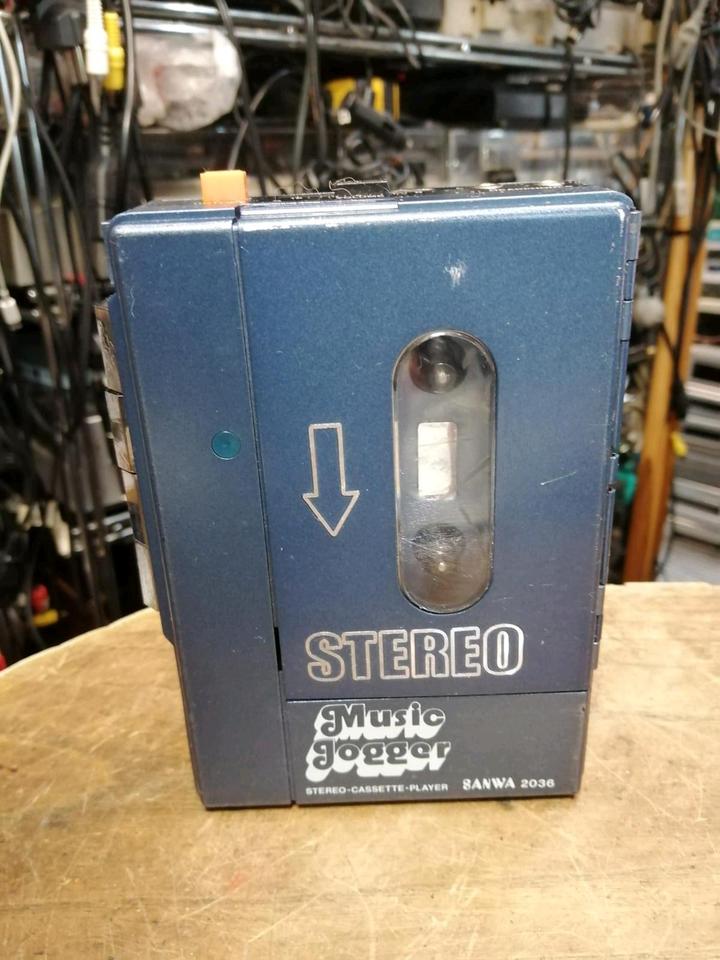 STEREO
Music
Jogger
STEREO-CASSETTE-PLAYER SANWA 2036